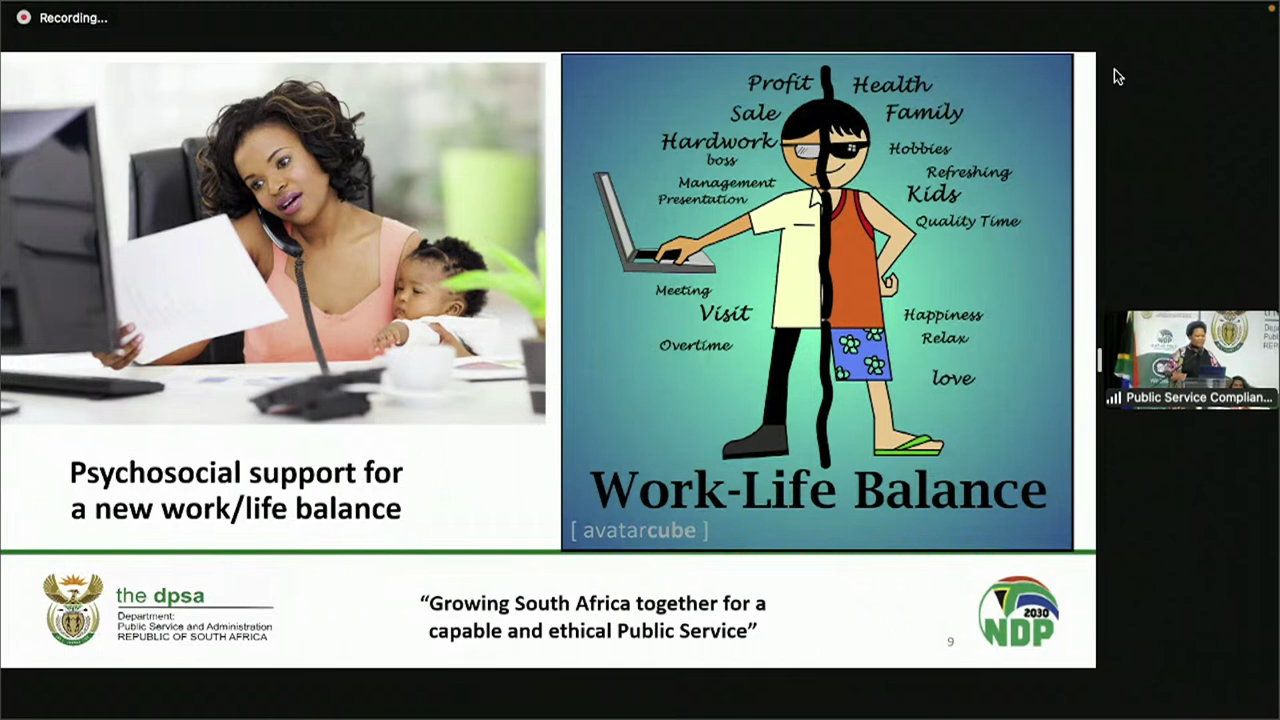 Recording...
Profit
Health
Sale
Family
Hardwork
boss
Hobbies
Management
Presentation
Refreshing
Kids
Quality Time
Meeting
Visit
Overtime
Happiness
Relax
love
Work-Life Balance
[ avatarcube ]
Psychosocial support for
a new work/life balance
the dpsa
Department:
Public Service and Administration
REPUBLIC OF SOUTH AFRICA
“Growing South Africa together for a
capable and ethical Public Service”
9
2030
NDP
Public Service Complian...